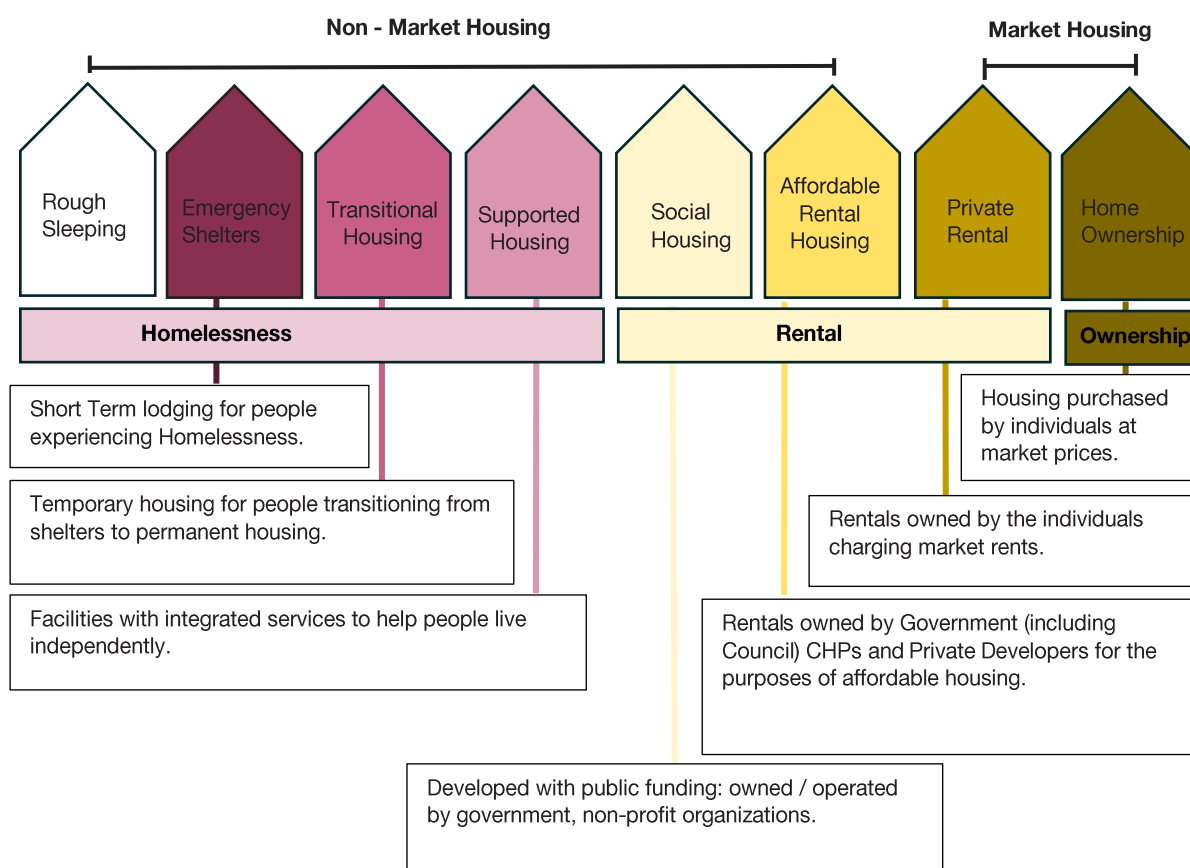 Non - Market Housing
Market Housing
Rough
Sleeping
Emergency
Shelters
Transitional
Housing
Supported
Housing
Social
Housing
Affordable
Rental
Housing
Private
Rental
Home
Ownership
Homelessness
Rental
Ownership
Short Term lodging for people
experiencing Homelessness.
Housing purchased
by individuals at
market prices.
Temporary housing for people transitioning from
shelters to permanent housing.
Rentals owned by the individuals
charging market rents.
Facilities with integrated services to help people live
independently.
Rentals owned by Government (including
Council) CHPs and Private Developers for the
purposes of affordable housing.
Developed with public funding: owned / operated
by government, non-profit organizations.